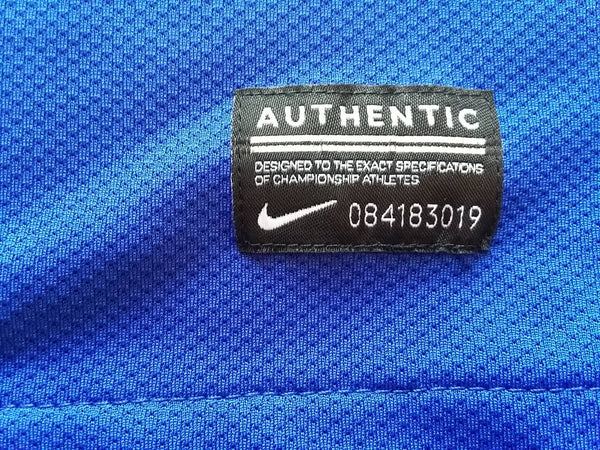 AUTHENTIC
DESIGNED TO THE EXACT SPECIFICATIONS
OF CHAMPIONSHIP ATHLETES
084183019